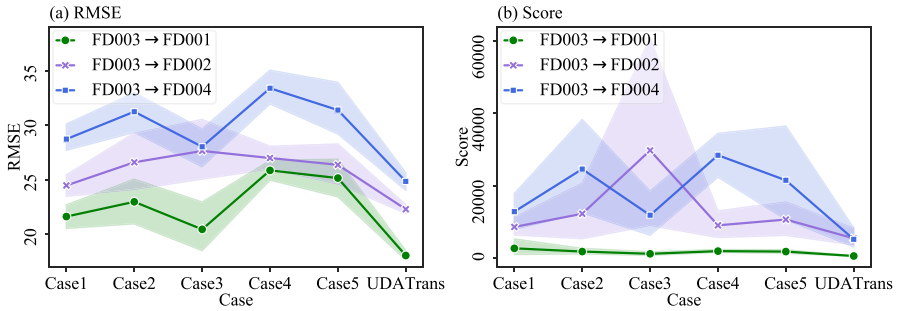 (a) RMSE
FD003→FD001
FD003→FD002
FD003→FD004
RMSE
35
30
25
20
Case1 Case2 Case3 Case4 Case5 UDATrans
Case
(b) Score
FD003→FD001
FD003→FD002
FD003→FD004
Score
60000
400000
20000
0
Case1 Case2 Case3 Case4 Case5 UDATrans
Case